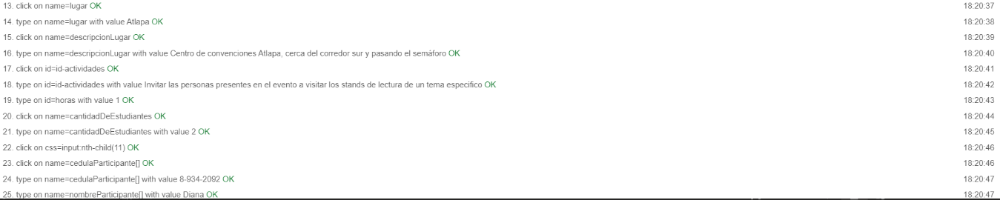 13. click on name=lugar OK 18:20:37
14. type on name=lugar with value Atlapa OK 18:20:38
15. click on name=descripcionLugar OK 18:20:39
16. type on name=descripcionLugar with value Centro de convenciones Atlapa, cerca del corredor sur y pasando el semáforo OK 18:20:40
17. click on id=id-actividades OK 18:20:41
18. type on id=id-actividades with value Invitar las personas presentes en el evento a visitar los stands de lectura de un tema especifico OK 18:20:42
19. type on id=horas with value 1 OK 18:20:43
20. click on name=cantidadDeEstudiantes OK 18:20:44
21. type on name=cantidadDeEstudiantes with value 2 OK 18:20:45
22. click on css=input:nth-child(11) OK 18:20:46
23. click on name=cedulaParticipante[] OK 18:20:46
24. type on name=cedulaParticipante[] with value 8-934-2092 OK 18:20:47
25. type on name=nombreParticipante[] with value Diana OK 18:20:47